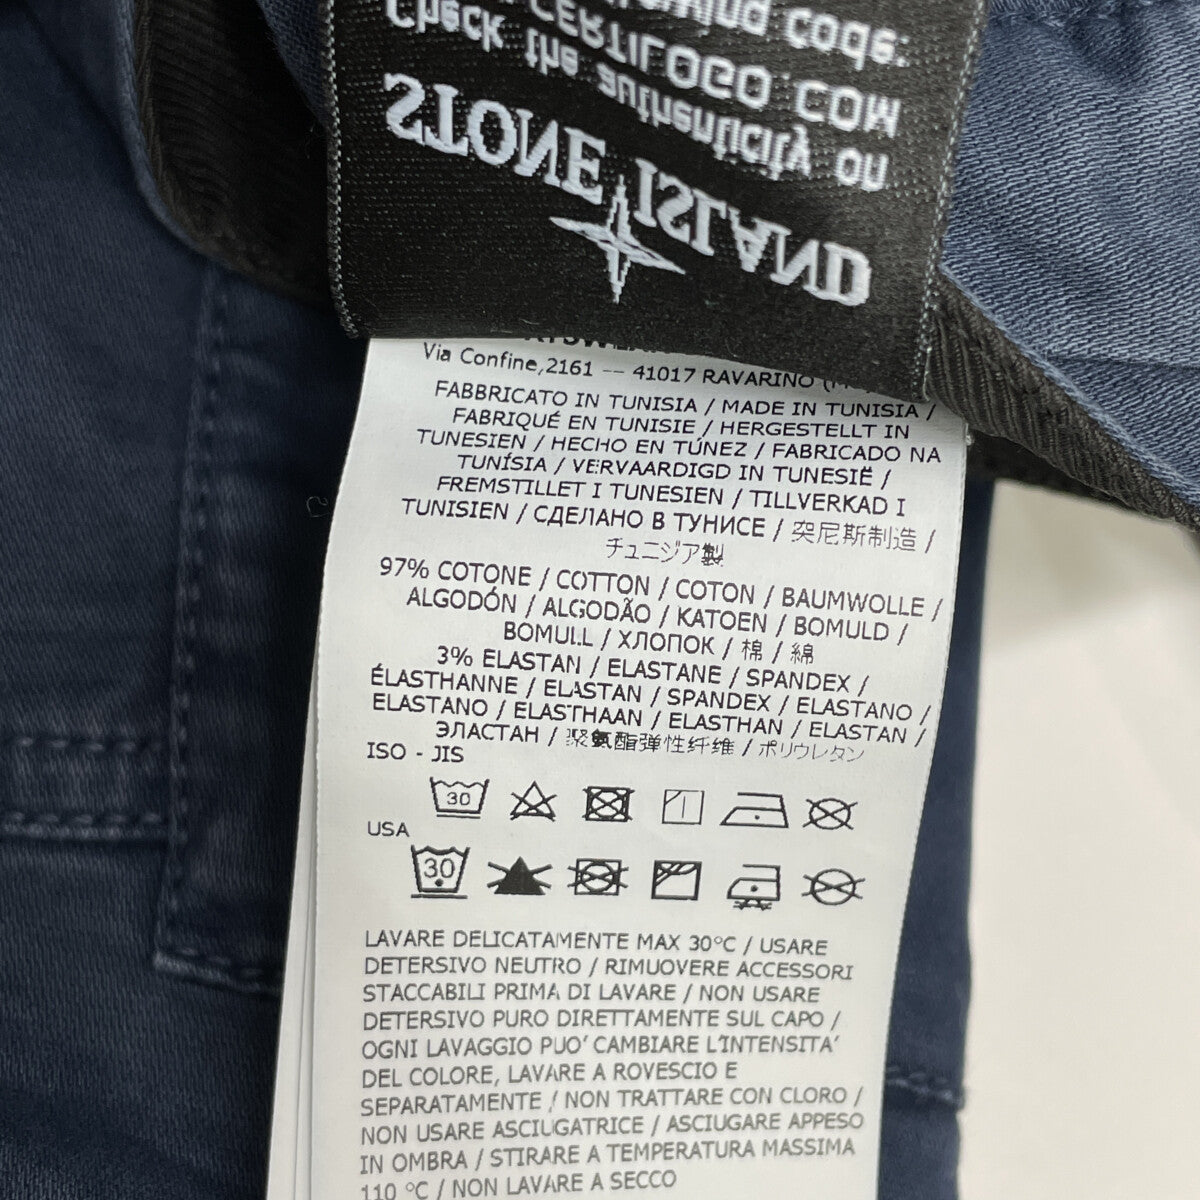 STONE ISLAND
Check the authenticity on
CERTILOGO COM
code:
Via Confine,2161 -- 41017 RAVARINO
FABBRICATO IN TUNISIA / MADE IN TUNISIA /
FABRIQUÉ EN TUNISIE / HERGESTELLT IN
TUNESIEN / HECHO EN TÚNEZ / FABRICADO NA
TUNÍSIA / VERVAARDIGD IN TUNESIË /
FREMSTILLET I TUNESIEN / TILLVERKAD I
TUNISIEN / СДЕЛАНО В ТУНИСЕ / 突尼斯制造 /
チュニジア製
97% COTONE / COTTON / COTON / BAUMWOLLE /
ALGODÓN / ALGODÃO / KATOEN / BOMULD /
BOMULL / ХЛОПОК / 棉 / 綿
3% ELASTAN / ELASTANE / SPANDEX /
ÉLASTHANNE / ELASTAN / SPANDEX / ELASTANO /
ELASTANO / ELASTHAAN / ELASTHAN / ELASTAN /
ЭЛАСТАН / 聚氨酯弹性纤维 / ポリウレタン
ISO - JIS
30
USA
30
LAVARE DELICATAMENTE MAX 30°C / USARE
DETERSIVO NEUTRO / RIMUOVERE ACCESSORI
STACCABILI PRIMA DI LAVARE / NON USARE
DETERSIVO PURO DIRETTAMENTE SUL CAPO /
OGNI LAVAGGIO PUO' CAMBIARE L'INTENSITA'
DEL COLORE, LAVARE A ROVESCIO E
SEPARATAMENTE / NON TRATTARE CON CLORO /
NON USARE ASCIUGATRICE / ASCIUGARE APPESO
IN OMBRA / STIRARE A TEMPERATURA MASSIMA
110 °C / NON LAVARE A SECCO